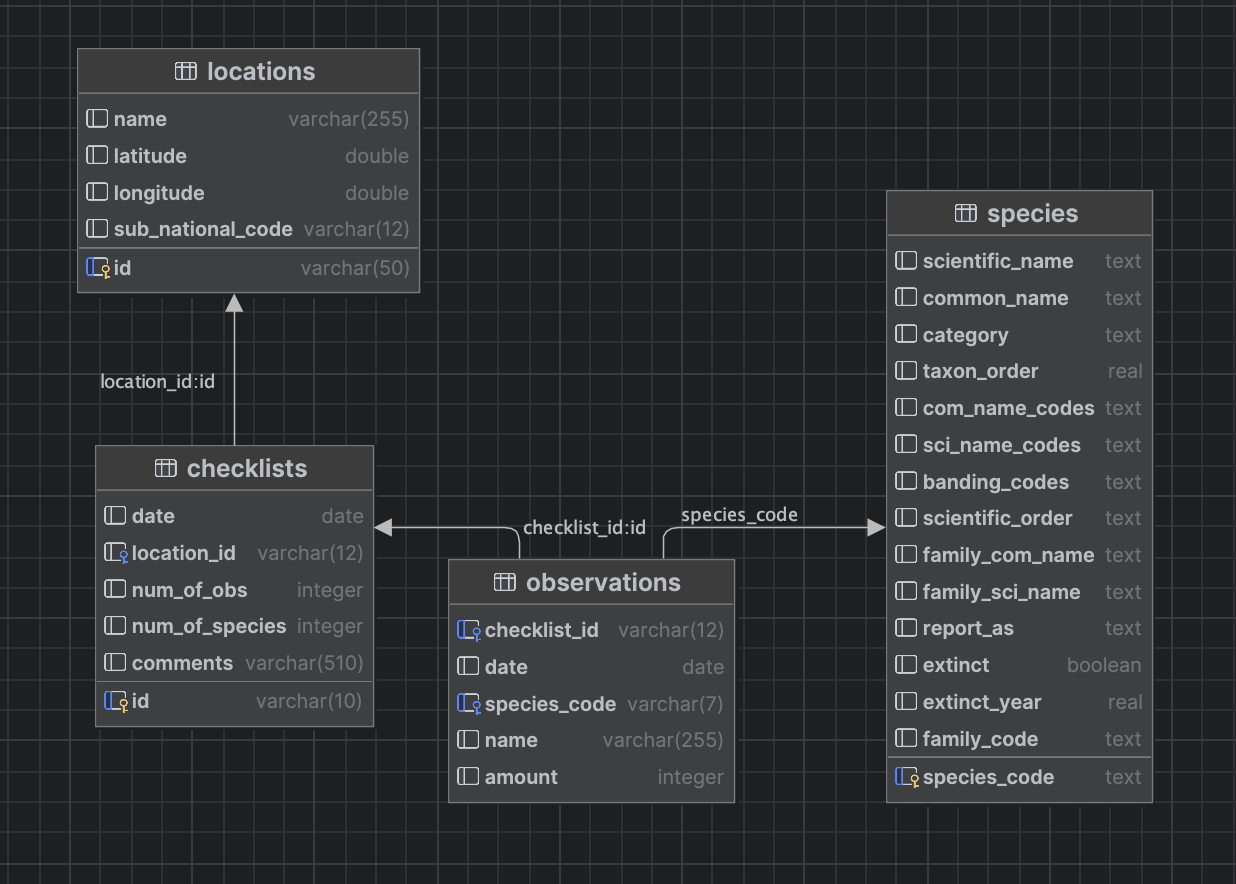 locations
name varchar(255)
latitude double
longitude double
sub_national_code varchar(12)
id varchar(50)
location_id:id
checklists
date date
location_id varchar(12)
num_of_obs integer
num_of_species integer
comments varchar(510)
id varchar(10)
checklist_id:id
species_code
observations
checklist_id varchar(12)
date date
species_code varchar(7)
name varchar(255)
amount integer
species
scientific_name text
common_name text
category text
taxon_order real
com_name_codes text
sci_name_codes text
banding_codes text
scientific_order text
family_com_name text
family_sci_name text
report_as text
extinct boolean
extinct_year real
family_code text
species_code text